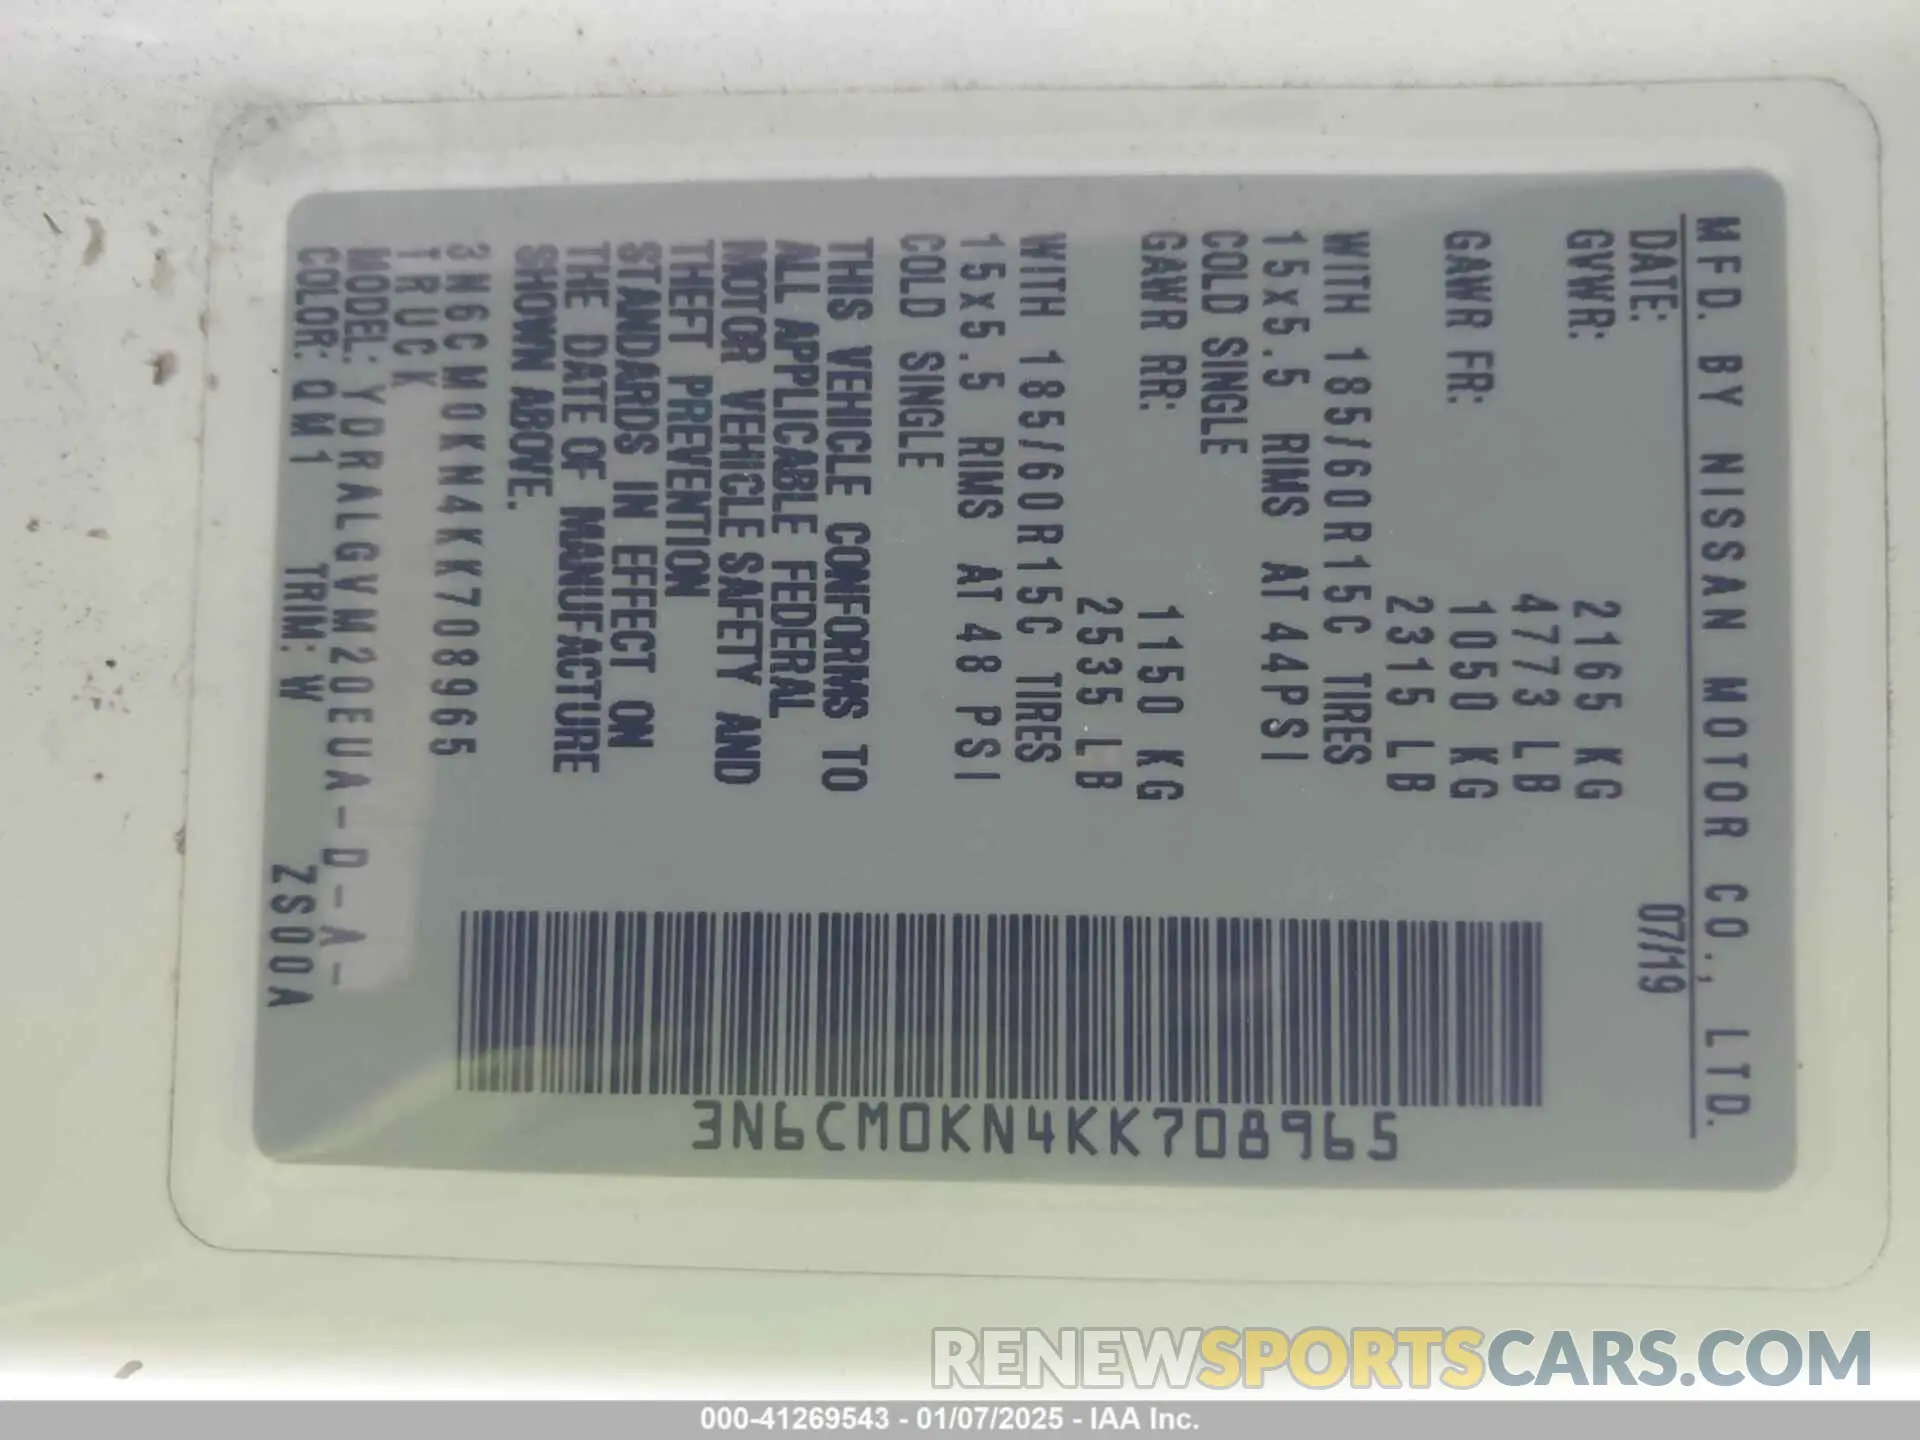 MFD. BY NISSAN MOTOR CO., LTD.
DATE: 07/19
GVWR: 2165 KG
4773 LB
GAWR FR: 1050 KG
2315 LB
WITH 185/60R15C TIRES
15x5.5 RIMS AT 44PSI
COLD SINGLE
GAWR RR: 1150 KG
2535 LB
WITH 185/60R15C TIRES
15x5.5 RIMS AT 48 PSI
COLD SINGLE
THIS VEHICLE CONFORMS TO
ALL APPLICABLE FEDERAL
MOTOR VEHICLE SAFETY AND
THEFT PREVENTION
STANDARDS IN EFFECT ON
THE DATE OF MANUFACTURE
SHOWN ABOVE.
3N6CM0KN4KK708965
TRUCK
MODEL: YDRALGVM20EUA-D-A-
COLOR: QM1 TRIM: W ZS00A
3N6CM0KN4KK708965
RENEWSPORTSCARS.COM
000-41269543 - 01/07/2025 - IAA Inc.